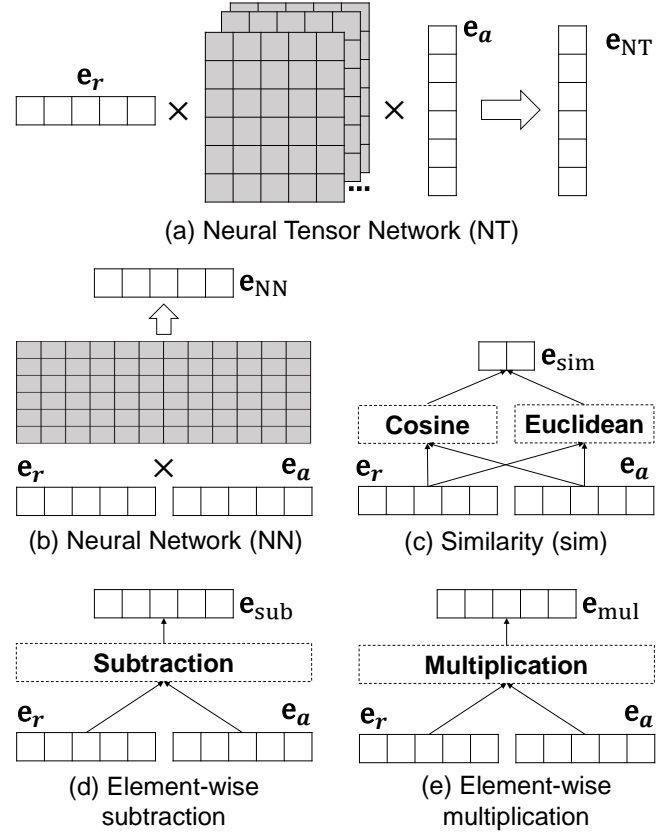 e_r × × e_a e_NT
...
(a) Neural Tensor Network (NT)
e_NN
e_sim
Cosine Euclidean
e_r × e_a
e_r e_a
(b) Neural Network (NN)
(c) Similarity (sim)
e_sub
e_mul
Subtraction
Multiplication
e_r e_a
e_r e_a
(d) Element-wise
subtraction
(e) Element-wise
multiplication